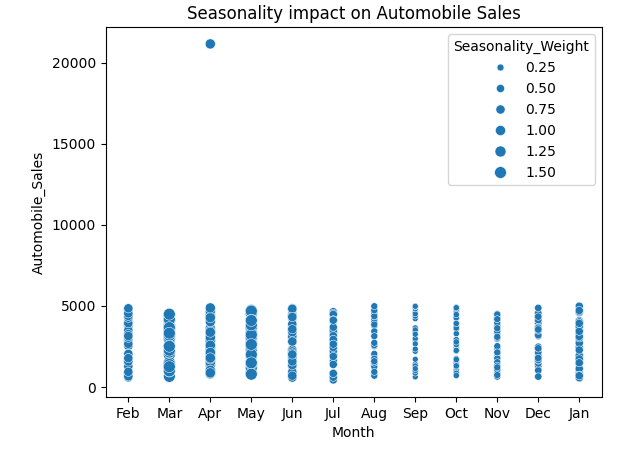 Seasonality impact on Automobile Sales
Seasonality_Weight
0.25
0.50
0.75
1.00
1.25
1.50
Automobile_Sales
20000
15000
10000
5000
0
Feb Mar Apr May Jun Jul Aug Sep Oct Nov Dec Jan
Month